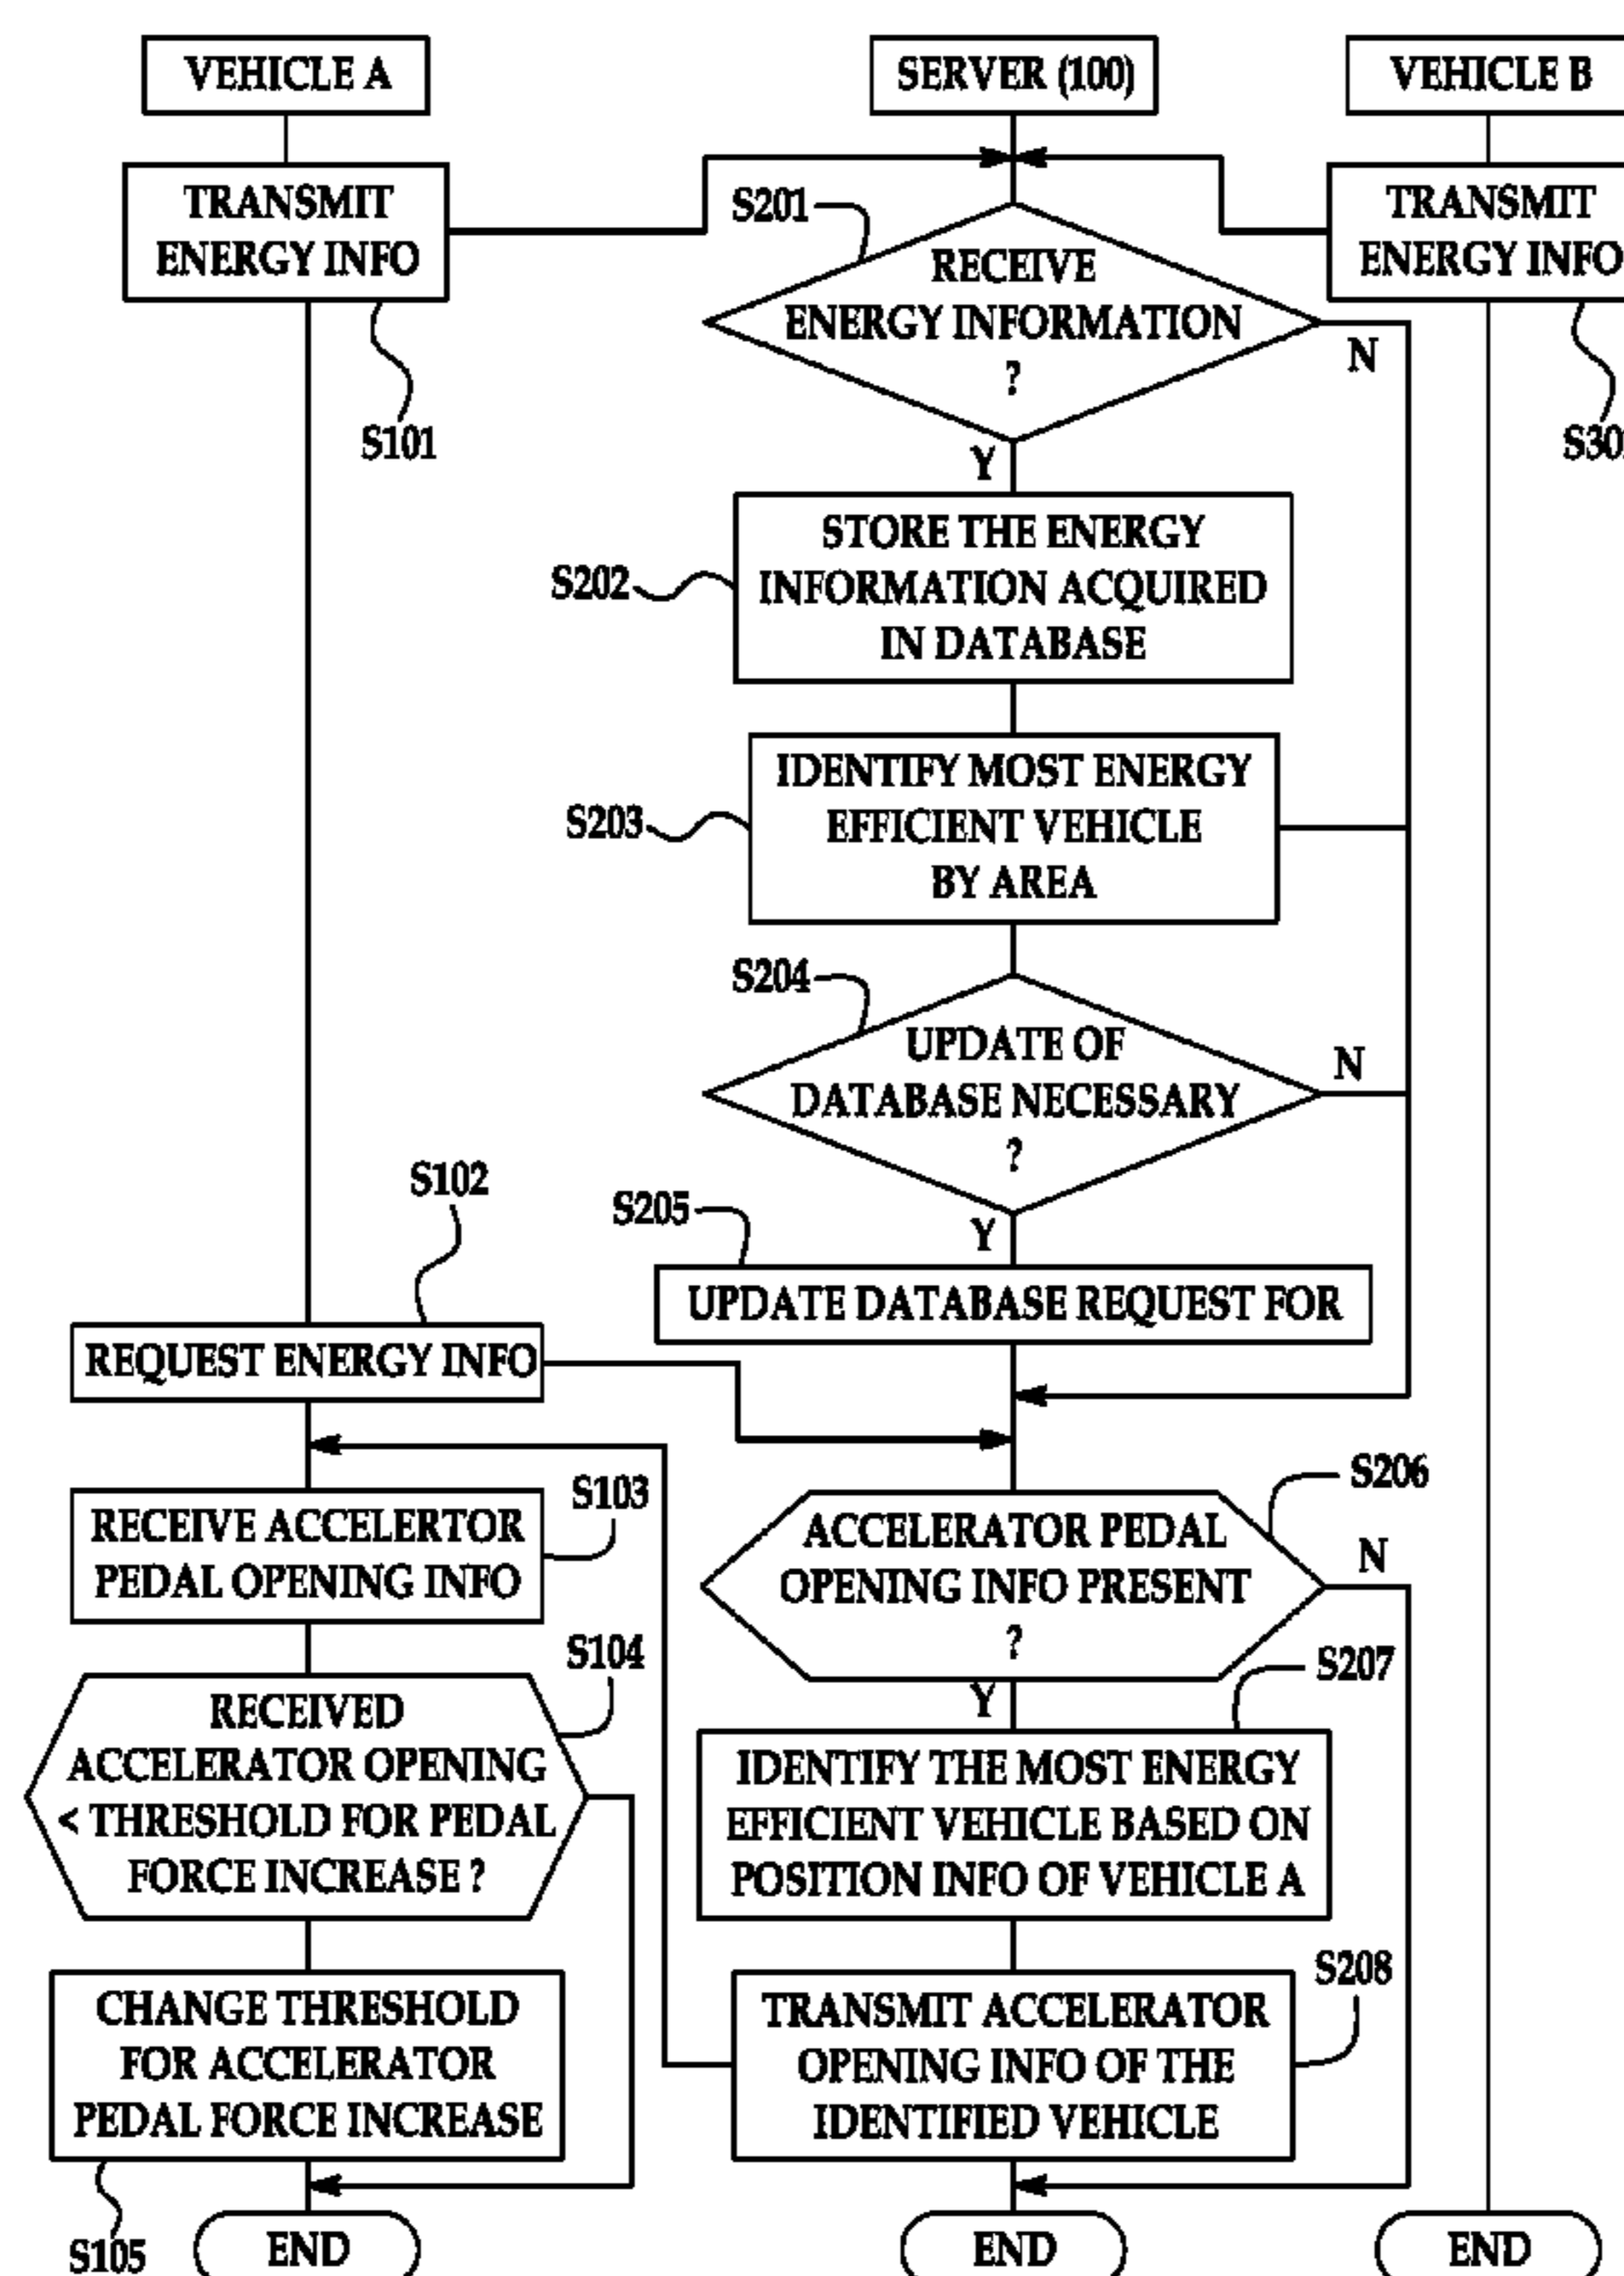 VEHICLE A
SERVER (100)
VEHICLE B
TRANSMIT
ENERGY INFO
S101
S201
RECEIVE
ENERGY INFORMATION
?
N
Y
TRANSMIT
ENERGY INFO
S202
STORE THE ENERGY
INFORMATION ACQUIRED
IN DATABASE
S203
IDENTIFY MOST ENERGY
EFFICIENT VEHICLE
BY AREA
S204
UPDATE OF
DATABASE NECESSARY
?
N
Y
S102
S205
UPDATE DATABASE REQUEST FOR
REQUEST ENERGY INFO
S103
RECEIVE ACCELERTOR
PEDAL OPENING INFO
S206
ACCELERATOR PEDAL
OPENING INFO PRESENT
?
N
Y
S104
RECEIVED
ACCELERATOR OPENING
< THRESHOLD FOR PEDAL
FORCE INCREASE ?
S207
IDENTIFY THE MOST ENERGY
EFFICIENT VEHICLE BASED ON
POSITION INFO OF VEHICLE A
S208
CHANGE THRESHOLD
FOR ACCELERATOR
PEDAL FORCE INCREASE
TRANSMIT ACCELERATOR
OPENING INFO OF THE
IDENTIFIED VEHICLE
S105
END
END
END